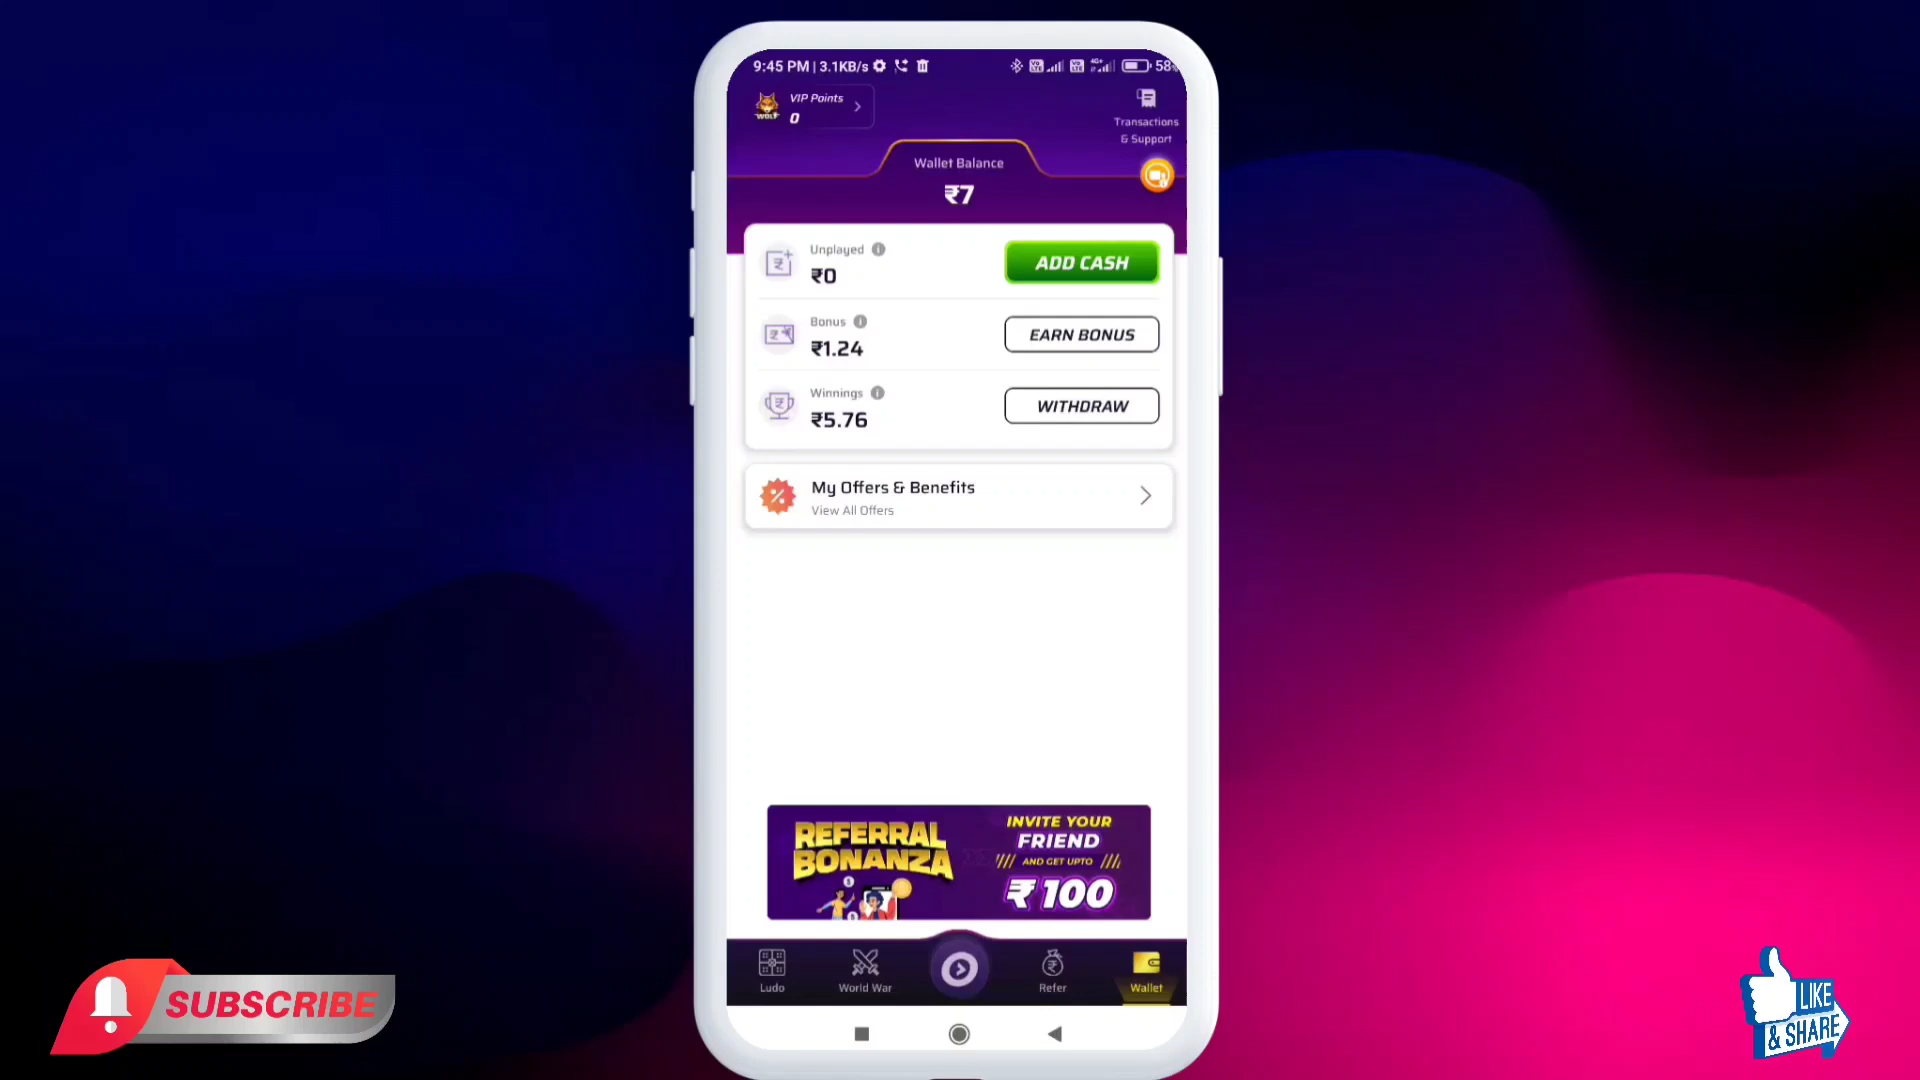 9:45 PM | 3.1KB/s
58%
WOLF
VIP Points
0
Transactions
& Support
Wallet Balance
₹7
Unplayed
₹0
ADD CASH
Bonus
₹1.24
EARN BONUS
Winnings
₹5.76
WITHDRAW
My Offers & Benefits
View All Offers
REFERRAL
BONANZA
INVITE YOUR
FRIEND
AND GET UPTO
₹100
Ludo
World War
Refer
Wallet
SUBSCRIBE
LIKE
& SHARE